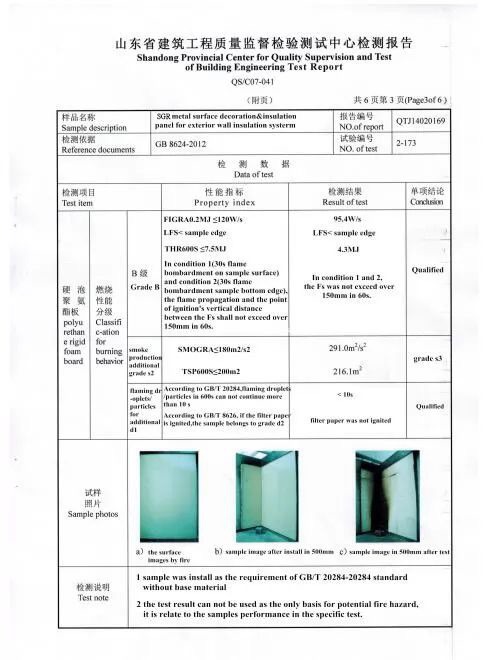 山东省建筑工程质量监督检验测试中心检测报告
Shandong Provincial Center for Quality Supervision and Test
of Building Engineering Test Report
QS/C07-041
（附页）
共 6 页第 3 页(Page3of 6 )
样品名称
Sample description
SGR metal surface decoration&insulation
panel for exterior wall insulation systerm
报告编号
NO.of report
QTJ14020169
检测依据
Reference documents
GB 8624-2012
试验编号
NO. of test
2-173
检 测 数 据
Data of test
检测项目
Test item
性 能 指 标
Property index
检测结果
Result of test
单项结论
Conclusion
硬 泡
聚 氨
酯板
polyu
rethan
e rigid
foam
board
燃烧
性能
分级
Classifi
c-ation
for
burning
behavior
B 级
Grade B
FIGRA0.2MJ ≤120W/s
95.4W/s
LFS< sample edge
LFS< sample edge
THR600S ≤7.5MJ
4.3MJ
In condition 1(30s flame
bombardment on sample surface)
and condition2(30s flame
bombardment sample bottom edge),
the flame propagation and the point
of ignition's vertical distance
between the Fs shall not exceed over
150mm in 60s.
In condition 1 and 2,
the Fs was not exceed over
150mm in 60s.
Qualified
smoke
production
additional
grade s2
SMOGRA≤180m2/s2
291.0m²/s²
TSP600S≤200m2
216.1m²
grade s3
flaming dr
-oplets/
particles
for
additional
d1
According to GB/T 20284,flaming droplets
/particles in 600s can not continue more
than 10 s
< 10s
According to GB/T 8626, if the filter paper
is ignited,the sample belongs to grade d2
filter paper was not ignited
Qualified
试样
照片
Sample photos
a） the surface
images by fire
b）sample image after install in 500mm
c）sample image in 500mm after test
检测说明
Test note
1 sample was install as the requirement of GB/T 20284-20284 standard
without base material
2 the test result can not be used as the only basis for potential fire hazard,
it is relate to the samples performance in the specific test.